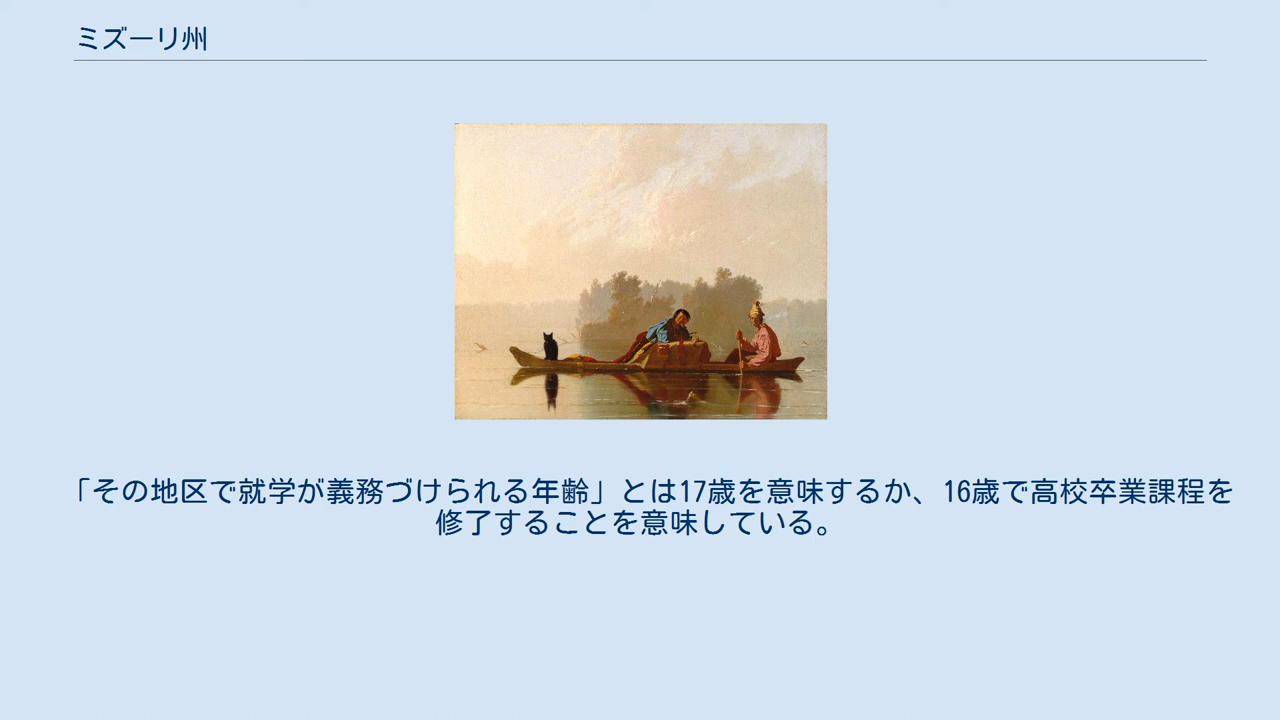 ミズーリ州
「その地区で就学が義務づけられる年齢」とは17歳を意味するか、16歳で高校卒業課程を
修了することを意味している。